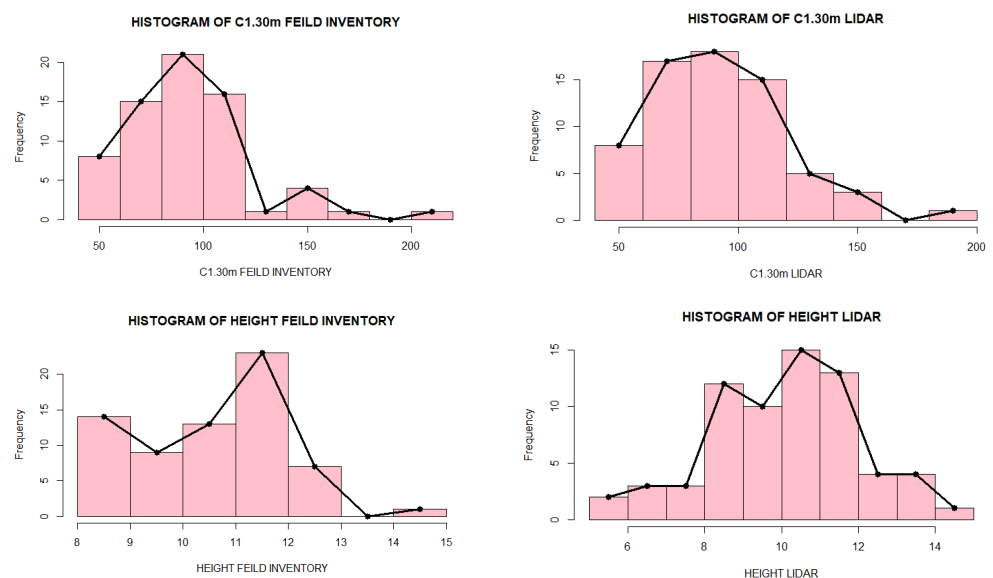 HISTOGRAM OF C1.30m FEILD INVENTORY
Frequency
0 5 10 15 20
50 100 150 200
C1.30m FEILD INVENTORY
HISTOGRAM OF C1.30m LIDAR
Frequency
0 5 10 15
50 100 150 200
C1.30m LIDAR
HISTOGRAM OF HEIGHT FEILD INVENTORY
Frequency
0 5 10 15 20
8 9 10 11 12 13 14 15
HEIGHT FEILD INVENTORY
HISTOGRAM OF HEIGHT LIDAR
Frequency
0 5 10 15
6 8 10 12 14
HEIGHT LIDAR